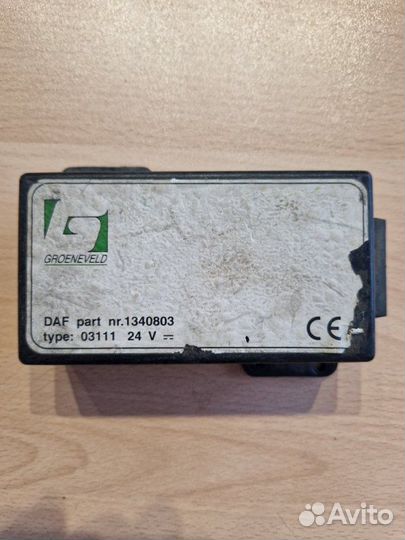 GROENEVELD
DAF part nr.1340803
type: 03111 24 V
CE
Avito